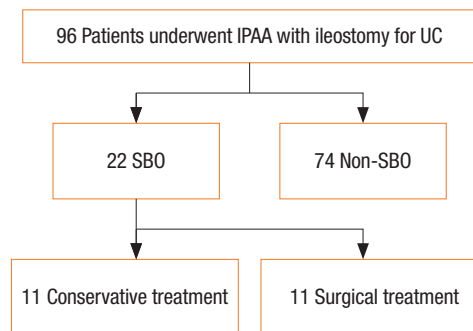 96 Patients underwent IPAA with ileostomy for UC
22 SBO
74 Non-SBO
11 Conservative treatment
11 Surgical treatment